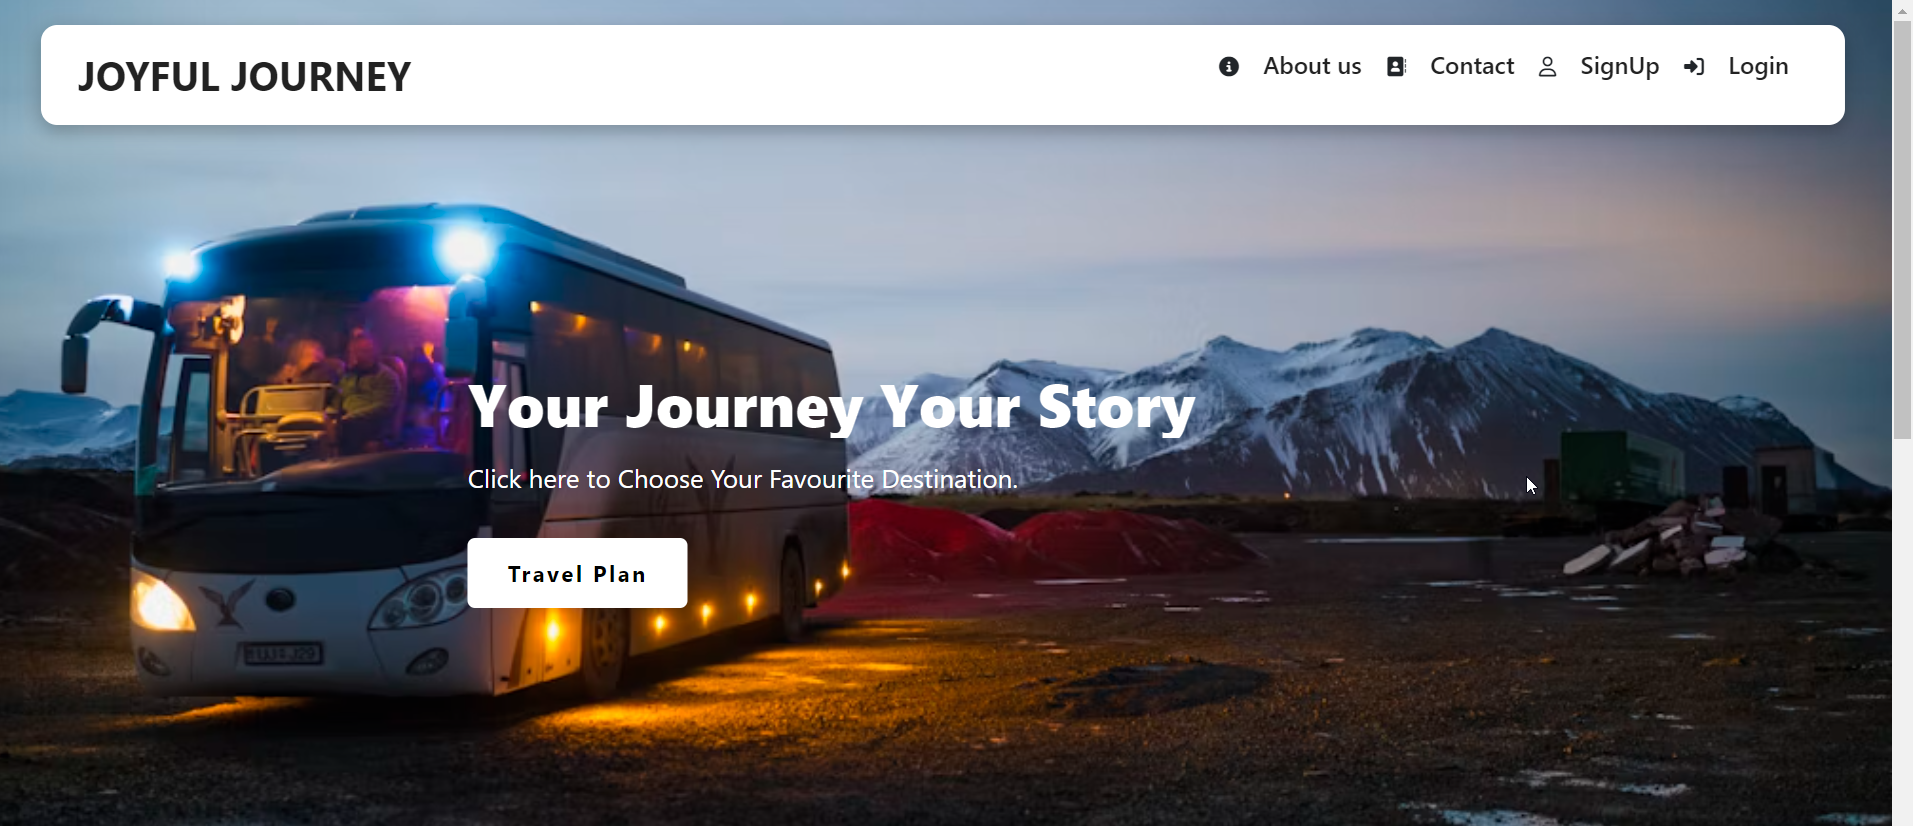 JOYFUL JOURNEY
About us Contact SignUp Login
Your Journey Your Story
Click here to Choose Your Favourite Destination.
Travel Plan